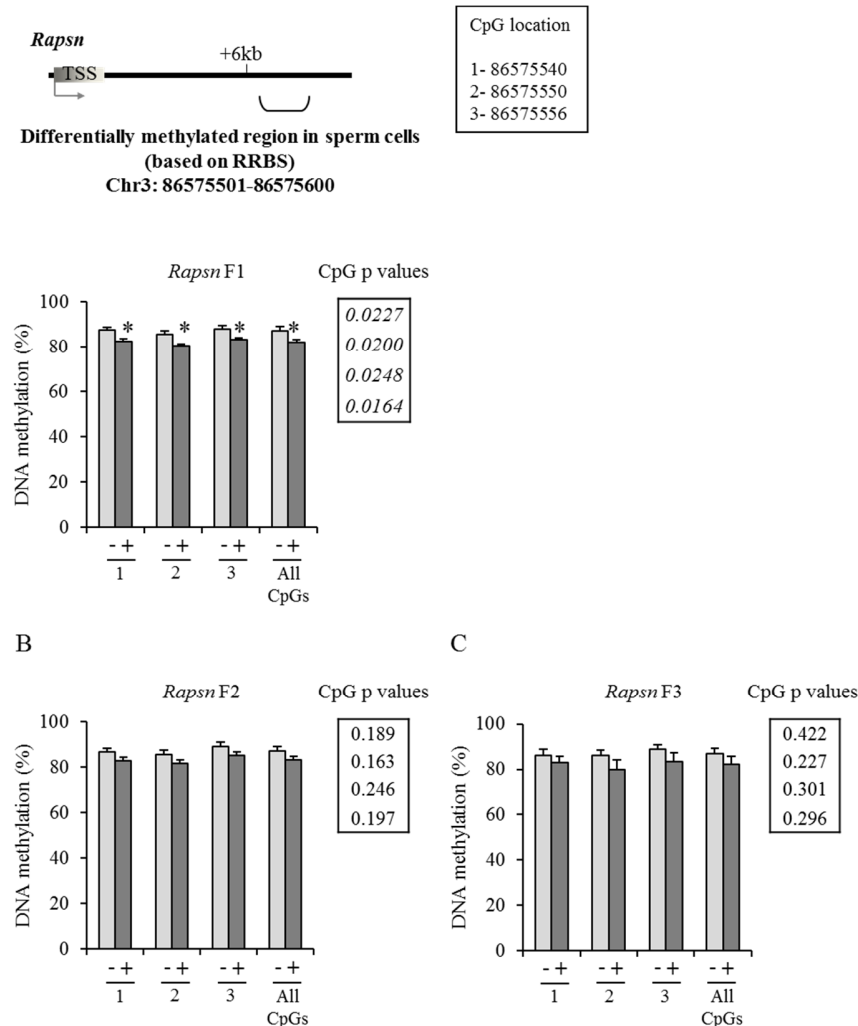 Rapsn
+6kb
TSS
Differentially methylated region in sperm cells
(based on RRBS)
Chr3: 86575501-86575600
CpG location
1- 86575540
2- 86575550
3- 86575556
Rapsn F1
CpG p values
DNA methylation (%)
100
80
60
40
20
0
* * * *
0.0227
0.0200
0.0248
0.0164
- + - + - + - +
1 2 3 All
CpGs
B
Rapsn F2
CpG p values
DNA methylation (%)
100
80
60
40
20
0
0.189
0.163
0.246
0.197
- + - + - + - +
1 2 3 All
CpGs
C
Rapsn F3
CpG p values
DNA methylation (%)
100
80
60
40
20
0
0.422
0.227
0.301
0.296
- + - + - + - +
1 2 3 All
CpGs